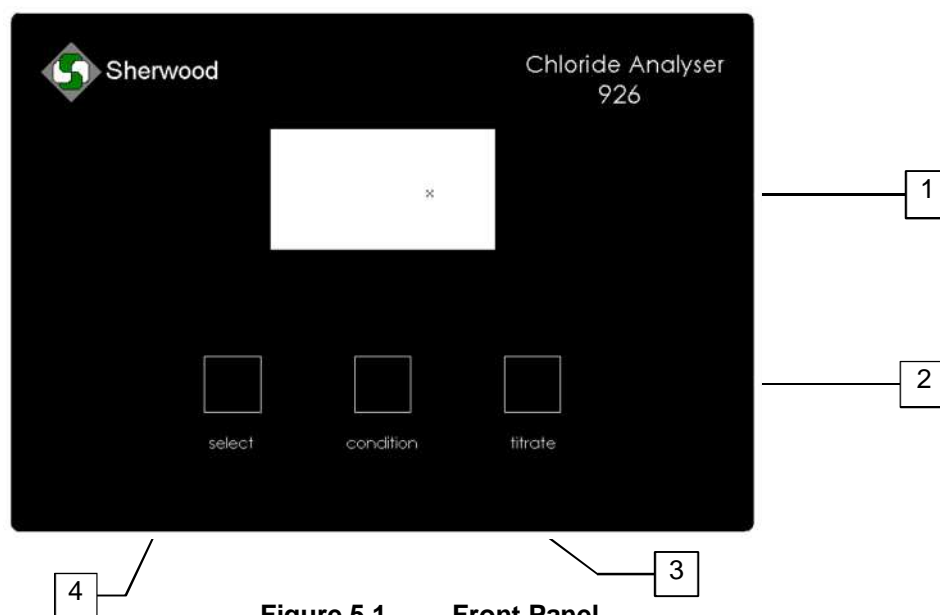 Sherwood
Chloride Analyser
926
x
1
2
select condition titrate
3
4
Figure 5.1 Front Panel